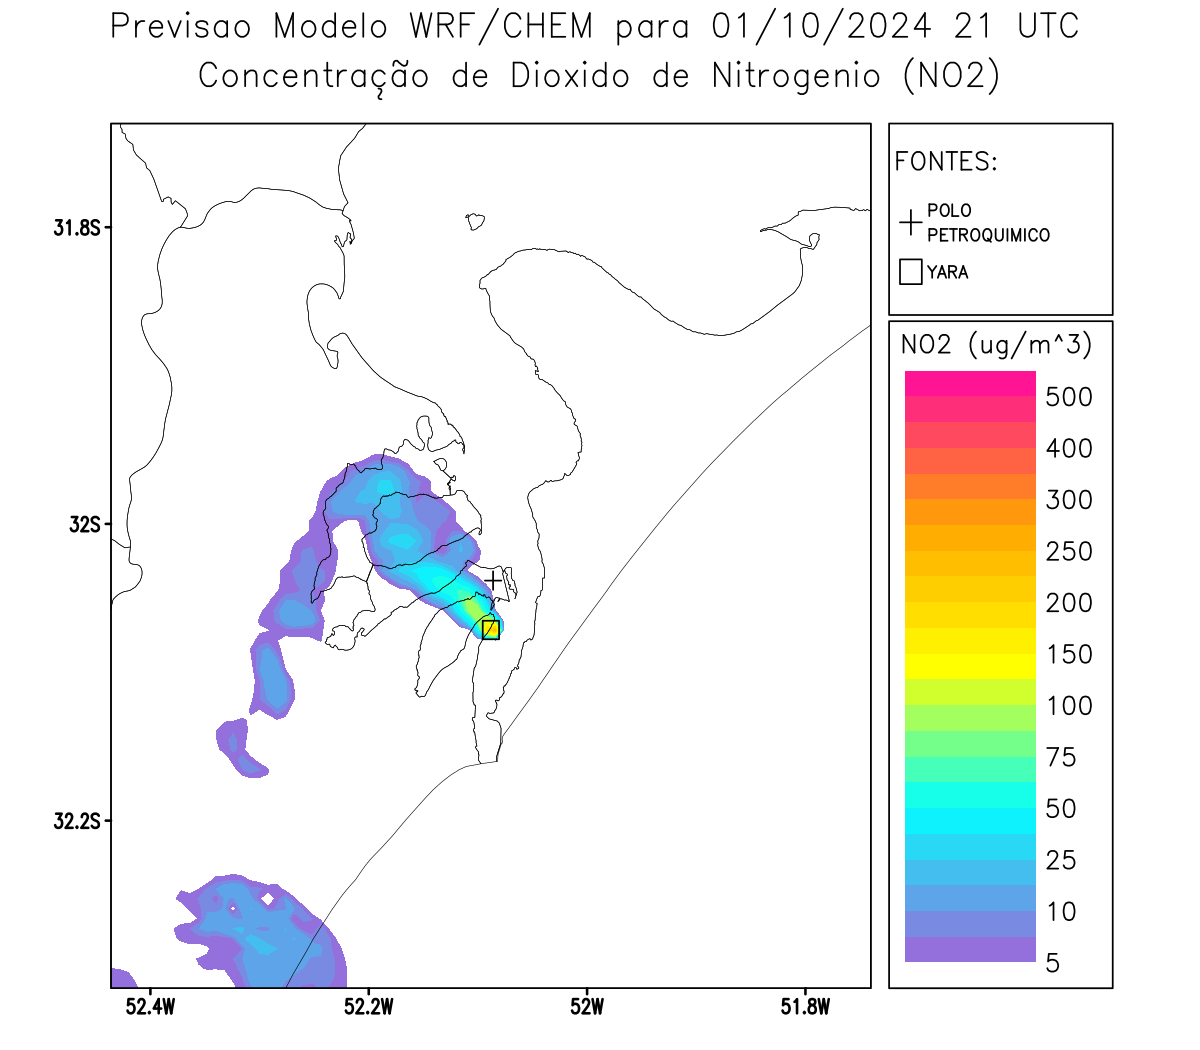 Previsao Modelo WRF/CHEM para 01/10/2024 21 UTC
Concentração de Dioxido de Nitrogenio (NO2)
FONTES:
POLO
PETROQUIMICO
YARA
NO2 (ug/m^3)
500
400
300
250
200
150
100
75
50
25
10
5
31.8S
32S
32.2S
52.4W
52.2W
52W
51.8W